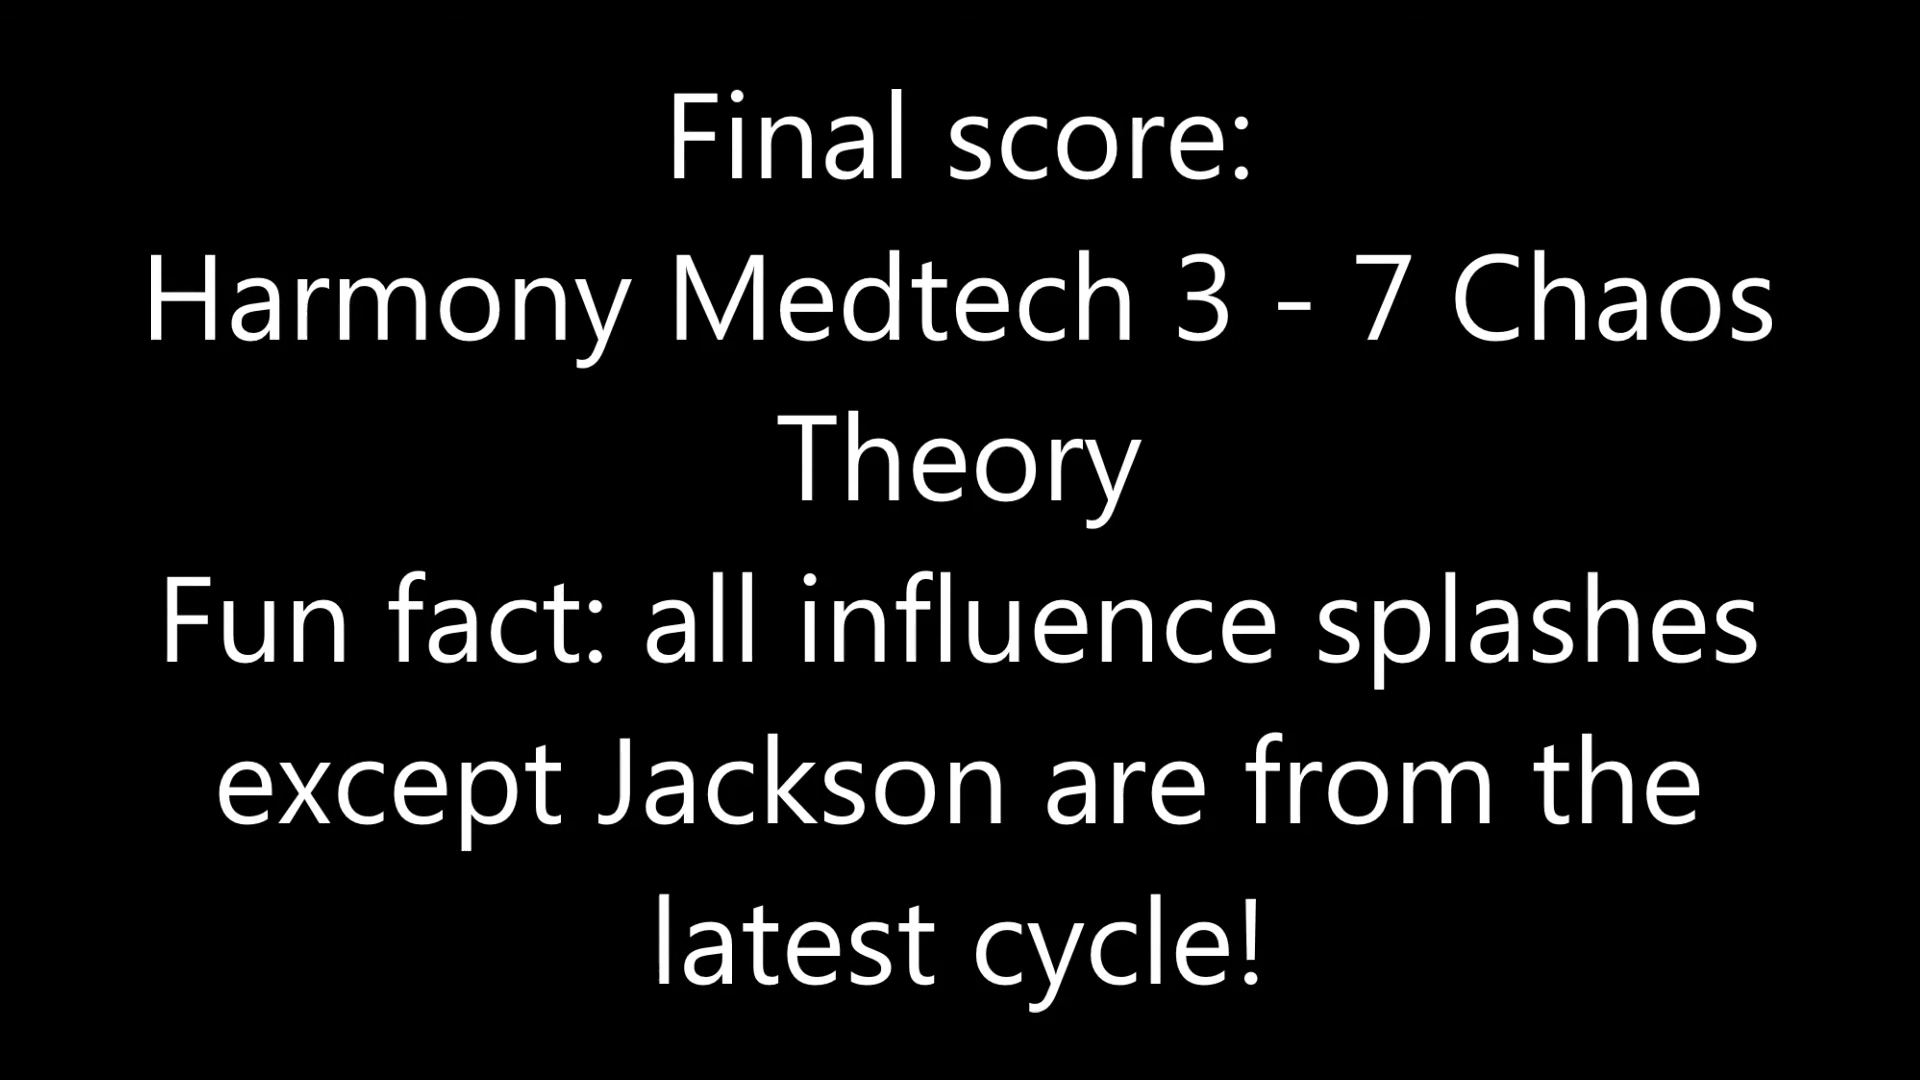 Final score:
Harmony Medtech 3 - 7 Chaos
Theory
Fun fact: all influence splashes
except Jackson are from the
latest cycle!